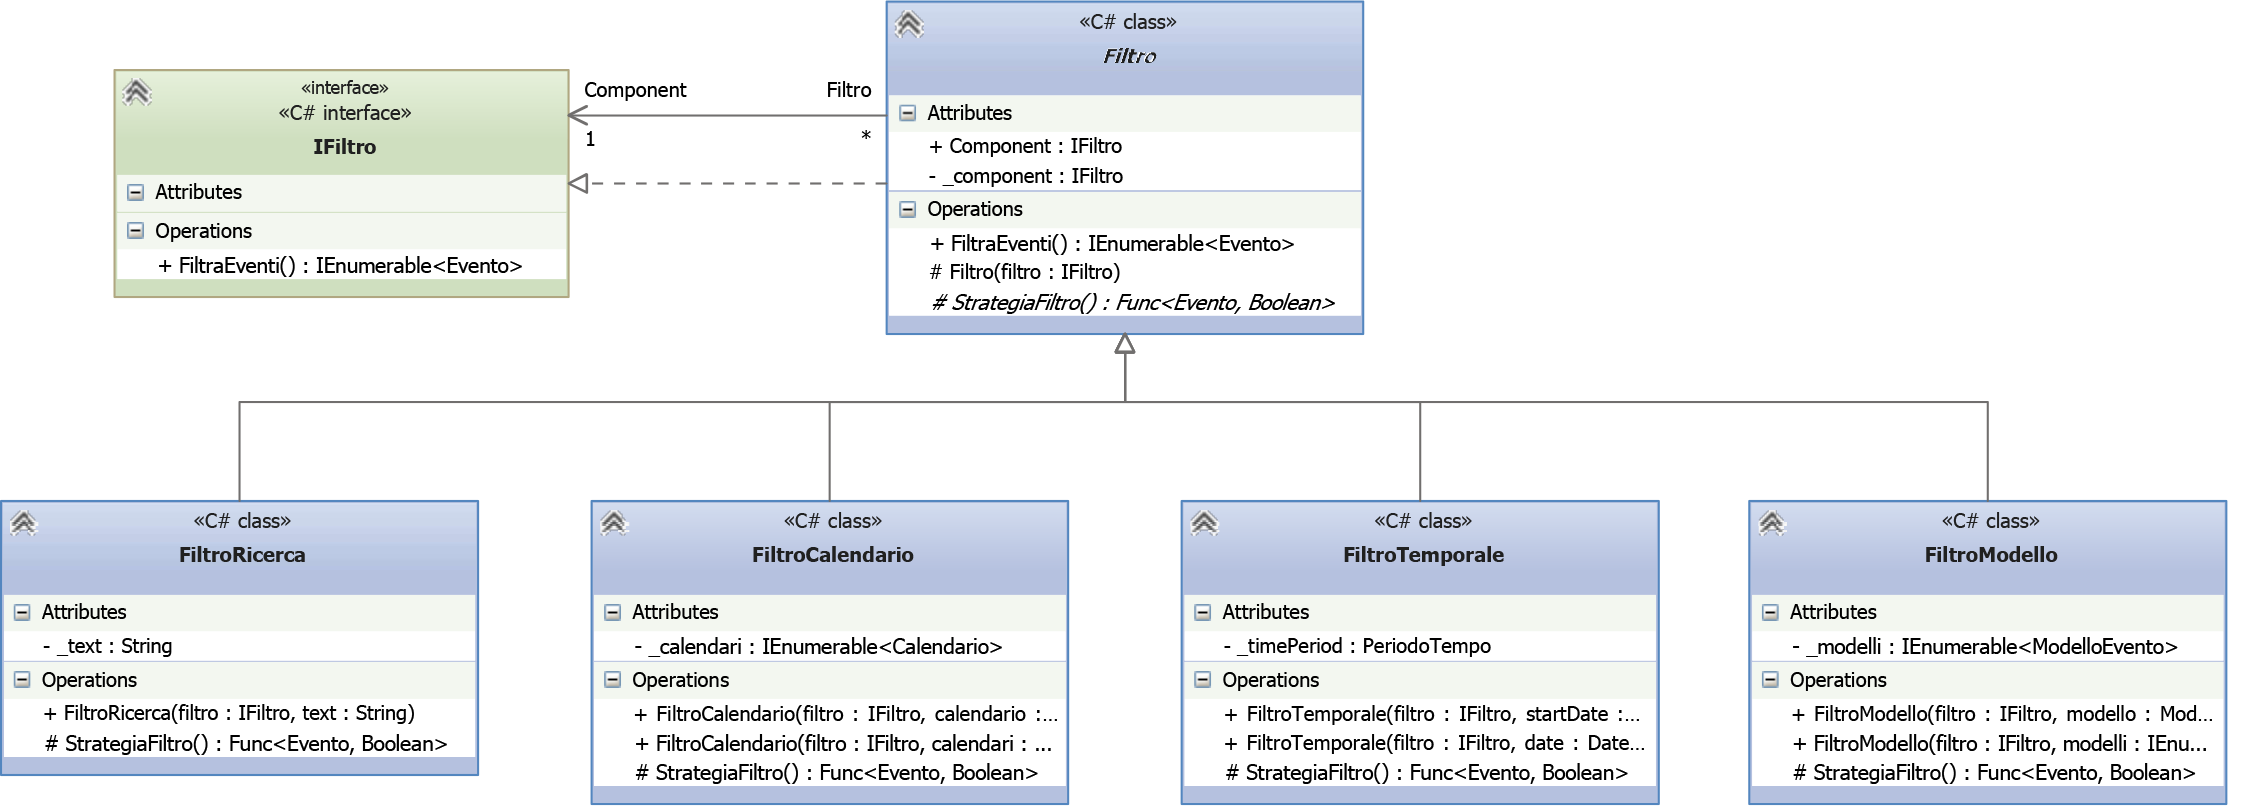 «C# class»
Filtro
Attributes
+ Component : IFiltro
- _component : IFiltro
Operations
+ FiltraEventi() : IEnumerable<Evento>
# Filtro(filtro : IFiltro)
# StrategiaFiltro() : Func<Evento, Boolean>
«interface»
«C# interface»
IFiltro
Attributes
Operations
+ FiltraEventi() : IEnumerable<Evento>
Component
Filtro
1
*
«C# class»
FiltroRicerca
Attributes
- _text : String
Operations
+ FiltroRicerca(filtro : IFiltro, text : String)
# StrategiaFiltro() : Func<Evento, Boolean>
«C# class»
FiltroCalendario
Attributes
- _calendari : IEnumerable<Calendario>
Operations
+ FiltroCalendario(filtro : IFiltro, calendario :...
+ FiltroCalendario(filtro : IFiltro, calendari : ...
# StrategiaFiltro() : Func<Evento, Boolean>
«C# class»
FiltroTemporale
Attributes
- _timePeriod : PeriodoTempo
Operations
+ FiltroTemporale(filtro : IFiltro, startDate :...
+ FiltroTemporale(filtro : IFiltro, date : Date...
# StrategiaFiltro() : Func<Evento, Boolean>
«C# class»
FiltroModello
Attributes
- _modelli : IEnumerable<ModelloEvento>
Operations
+ FiltroModello(filtro : IFiltro, modello : Mod...
+ FiltroModello(filtro : IFiltro, modelli : IEnu...
# StrategiaFiltro() : Func<Evento, Boolean>